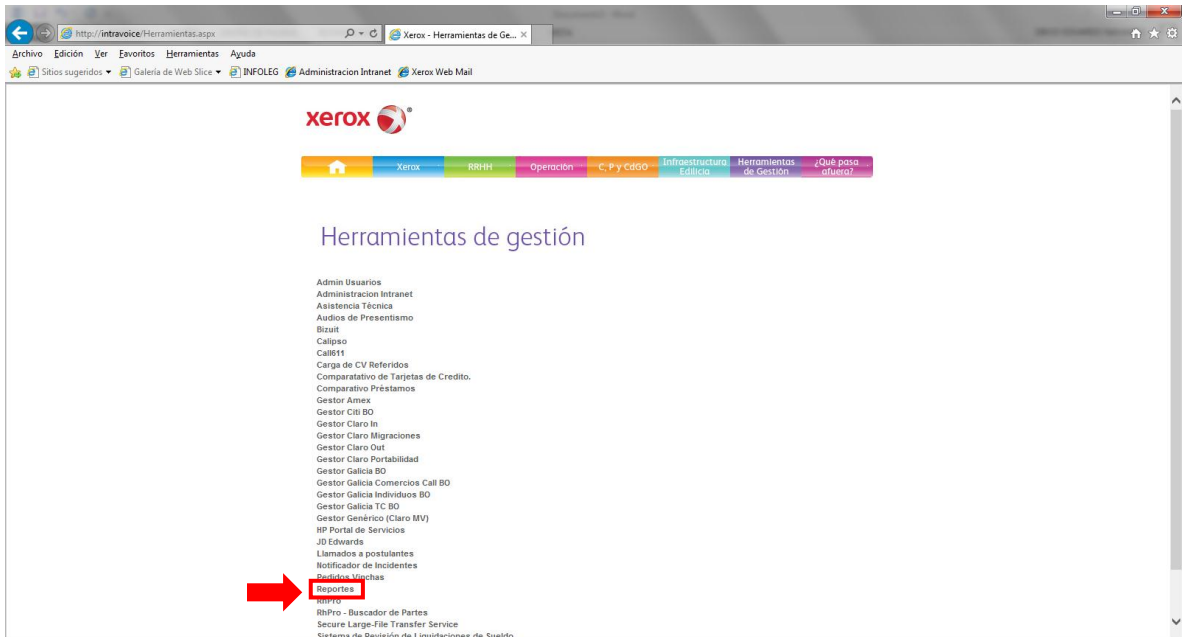 http://intravoice/Herramientas.aspx
Xerox - Herramientas de Ge...
Archivo Edición Ver Favoritos Herramientas Ayuda
Sitios sugeridos Galería de Web Slice INFOLEG Administracion Intranet Xerox Web Mail
xerox
Xerox RRHH Operación C, P y CdGO Infraestructura Edilicia Herramientas de Gestión ¿Qué pasa afuera?
Herramientas de gestión
Admin Usuarios
Administracion Intranet
Asistencia Técnica
Audios de Presentismo
Bizuit
Calipso
Call611
Carga de CV Referidos
Comparatativo de Tarjetas de Credito.
Comparativo Préstamos
Gestor Amex
Gestor Citi BO
Gestor Claro In
Gestor Claro Migraciones
Gestor Claro Out
Gestor Claro Portabilidad
Gestor Galicia BO
Gestor Galicia Comercios Call BO
Gestor Galicia Individuos BO
Gestor Galicia TC BO
Gestor Genérico (Claro MV)
HP Portal de Servicios
JD Edwards
Llamados a postulantes
Notificador de Incidentes
Pedidos Vinchas
Reportes
RhPro
RhPro - Buscador de Partes
Secure Large-File Transfer Service
Sistema de Revisión de Liquidaciones de Sueldo